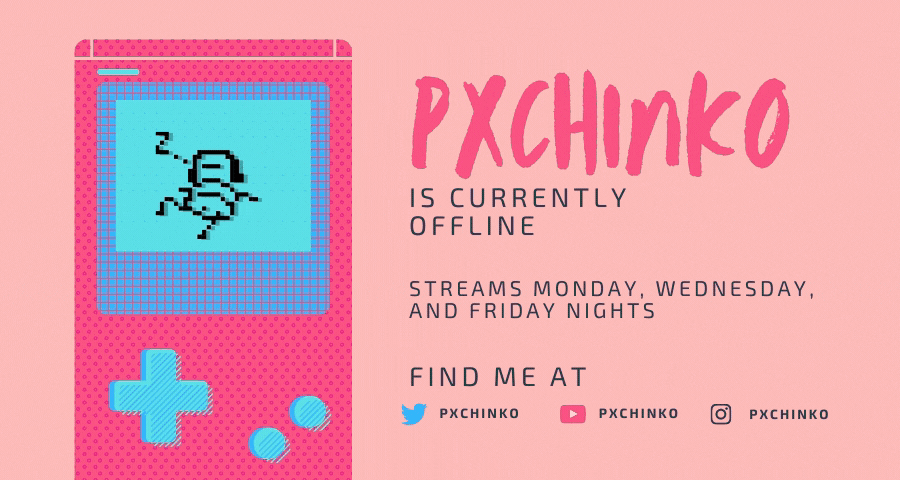 Z
PXCHINKO
IS CURRENTLY
OFFLINE
STREAMS MONDAY, WEDNESDAY,
AND FRIDAY NIGHTS
FIND ME AT
PXCHINKO PXCHINKO PXCHINKO